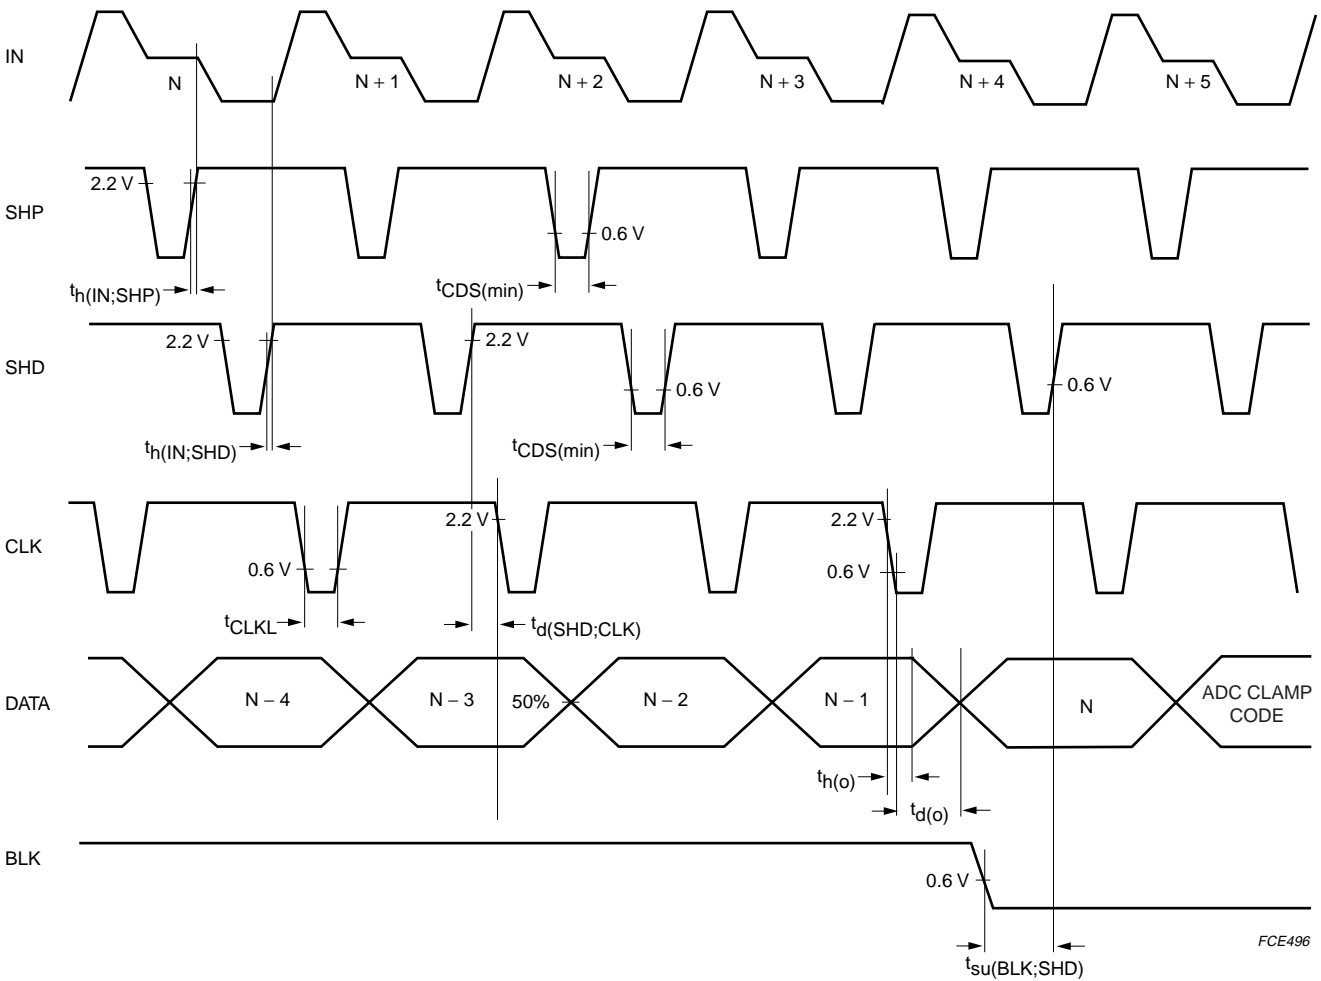 IN
N
N + 1
N + 2
N + 3
N + 4
N + 5
2.2 V
SHP
0.6 V
th(IN;SHP)
tCDS(min)
2.2 V
2.2 V
SHD
0.6 V
0.6 V
th(IN;SHD)
tCDS(min)
2.2 V
2.2 V
CLK
0.6 V
0.6 V
tCLKL
td(SHD;CLK)
DATA
N – 4
N – 3
50%
N – 2
N – 1
N
ADC CLAMP
CODE
th(o)
td(o)
BLK
0.6 V
FCE496
tsu(BLK;SHD)